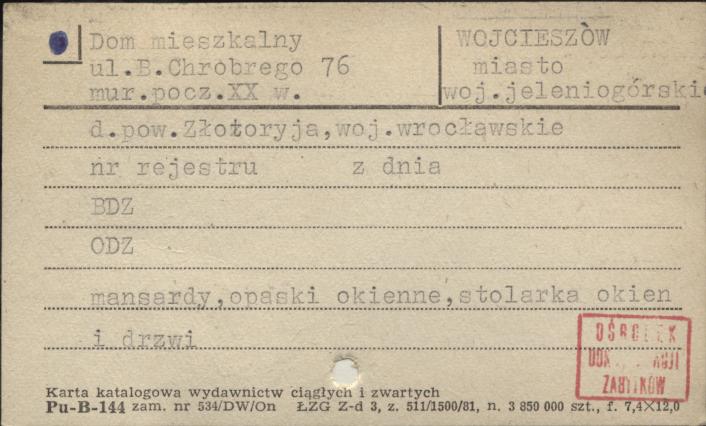 Dom mieszkalny
ul.B.Chrobrego 76
mur.pocz.XX w.
WOJCIESZÓW
miasto
woj.jeleniogórskie
d.pow.Złotoryja,woj.wrocławskie
nr rejestru z dnia
BDZ
ODZ
mansardy,opaski okienne,stolarka okien
i drzwi
OŚRODEK
ZABYTKÓW
Karta katalogowa wydawnictw ciągłych i zwartych
Pu-B-144 zam. nr 534/DW/On ŁZG Z-d 3, z. 511/1500/81, n. 3 850 000 szt., f. 7,4×12,0